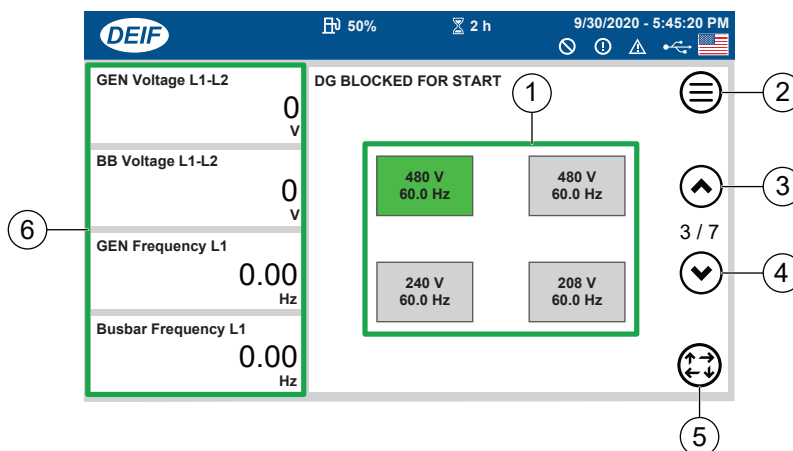 DEIF
50%
2 h
9/30/2020 - 5:45:20 PM
GEN Voltage L1-L2
0
V
BB Voltage L1-L2
0
V
GEN Frequency L1
0.00
Hz
Busbar Frequency L1
0.00
Hz
DG BLOCKED FOR START
480 V
60.0 Hz
480 V
60.0 Hz
240 V
60.0 Hz
208 V
60.0 Hz
3 / 7
1
2
3
4
5
6